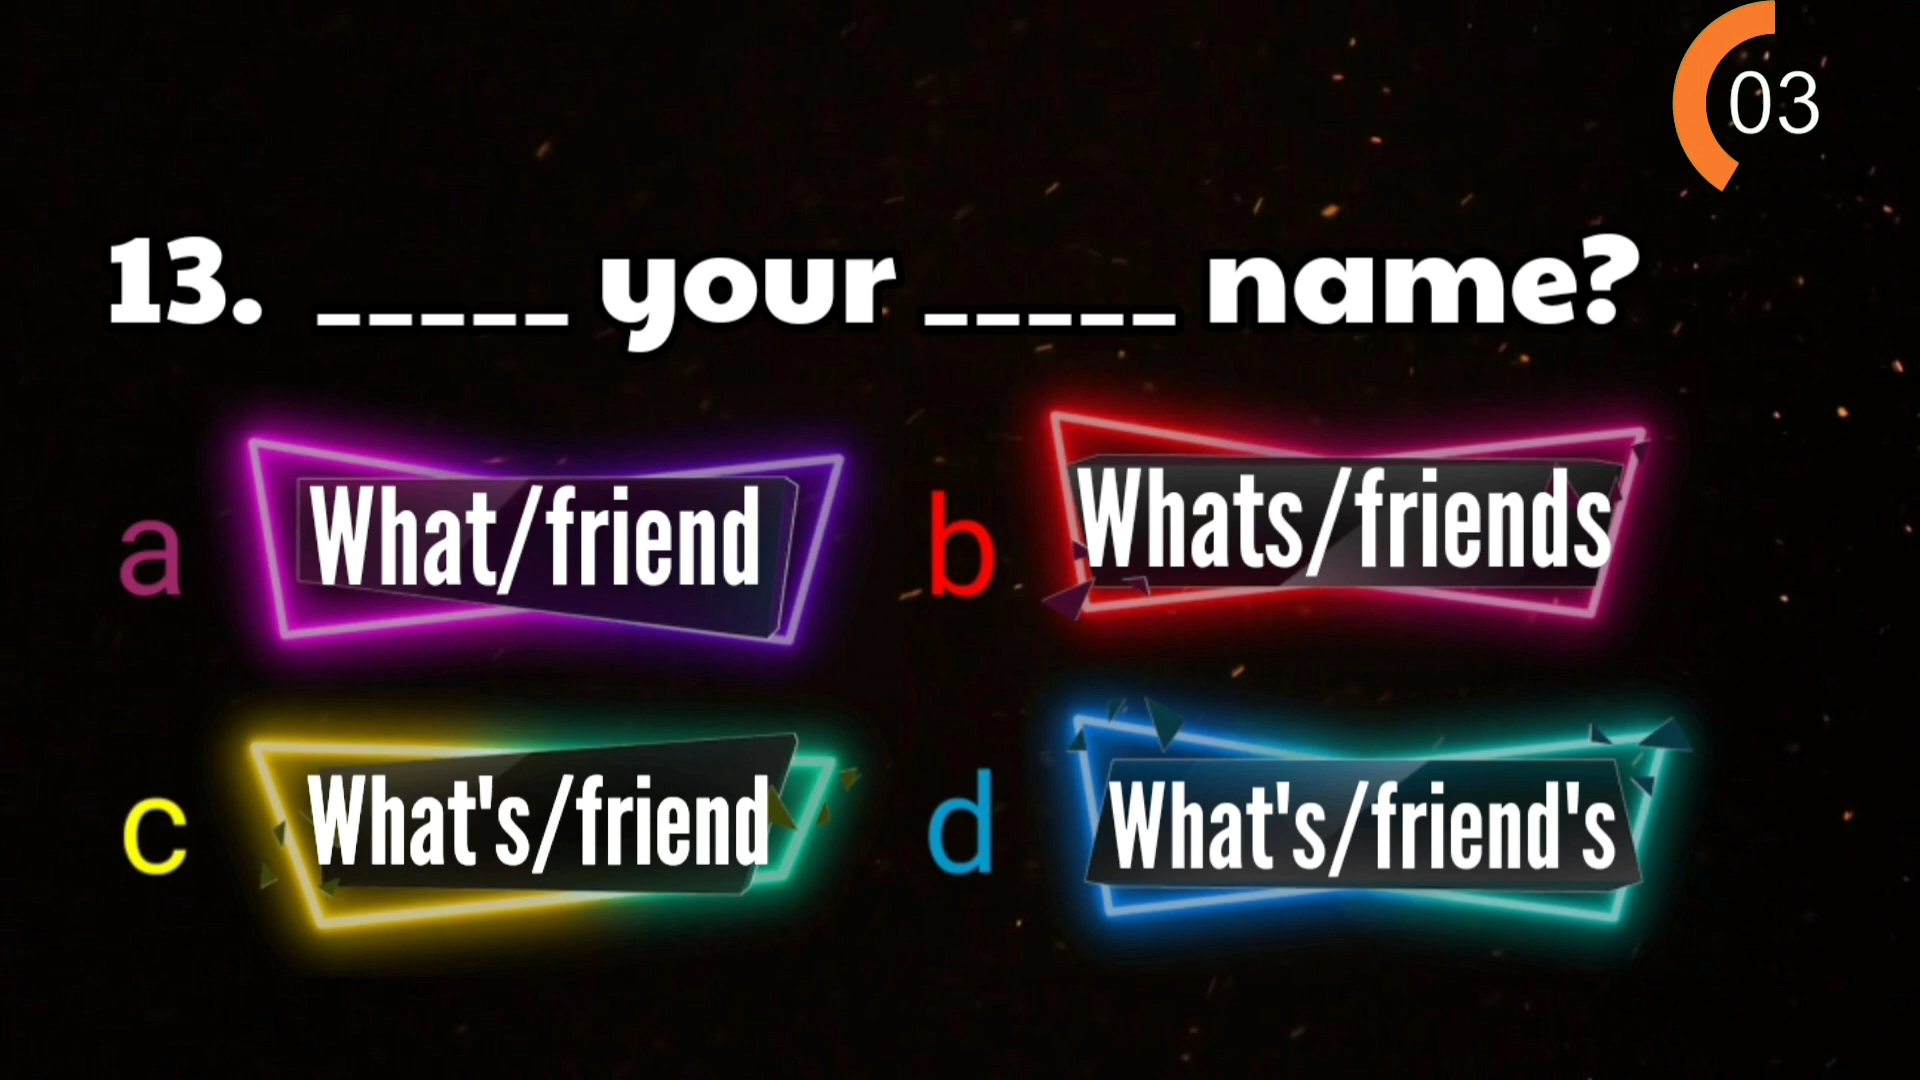 03
13. _____ your _____ name?
a What/friend
b Whats/friends
c What's/friend
d What's/friend's